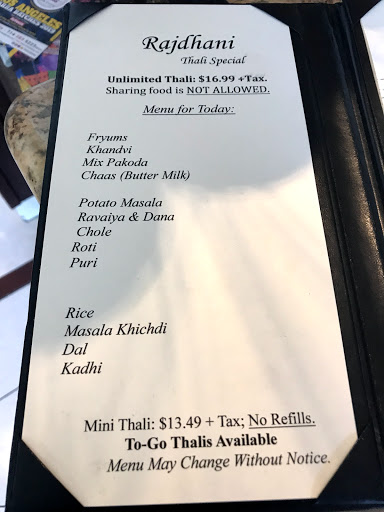 ANGELES
Rajdhani
Thali Special
Unlimited Thali: $16.99 +Tax.
Sharing food is NOT ALLOWED.
Menu for Today:
Fryums
Khandvi
Mix Pakoda
Chaas (Butter Milk)
Potato Masala
Ravaiya & Dana
Chole
Roti
Puri
Rice
Masala Khichdi
Dal
Kadhi
Mini Thali: $13.49 + Tax; No Refills.
To-Go Thalis Available
Menu May Change Without Notice.